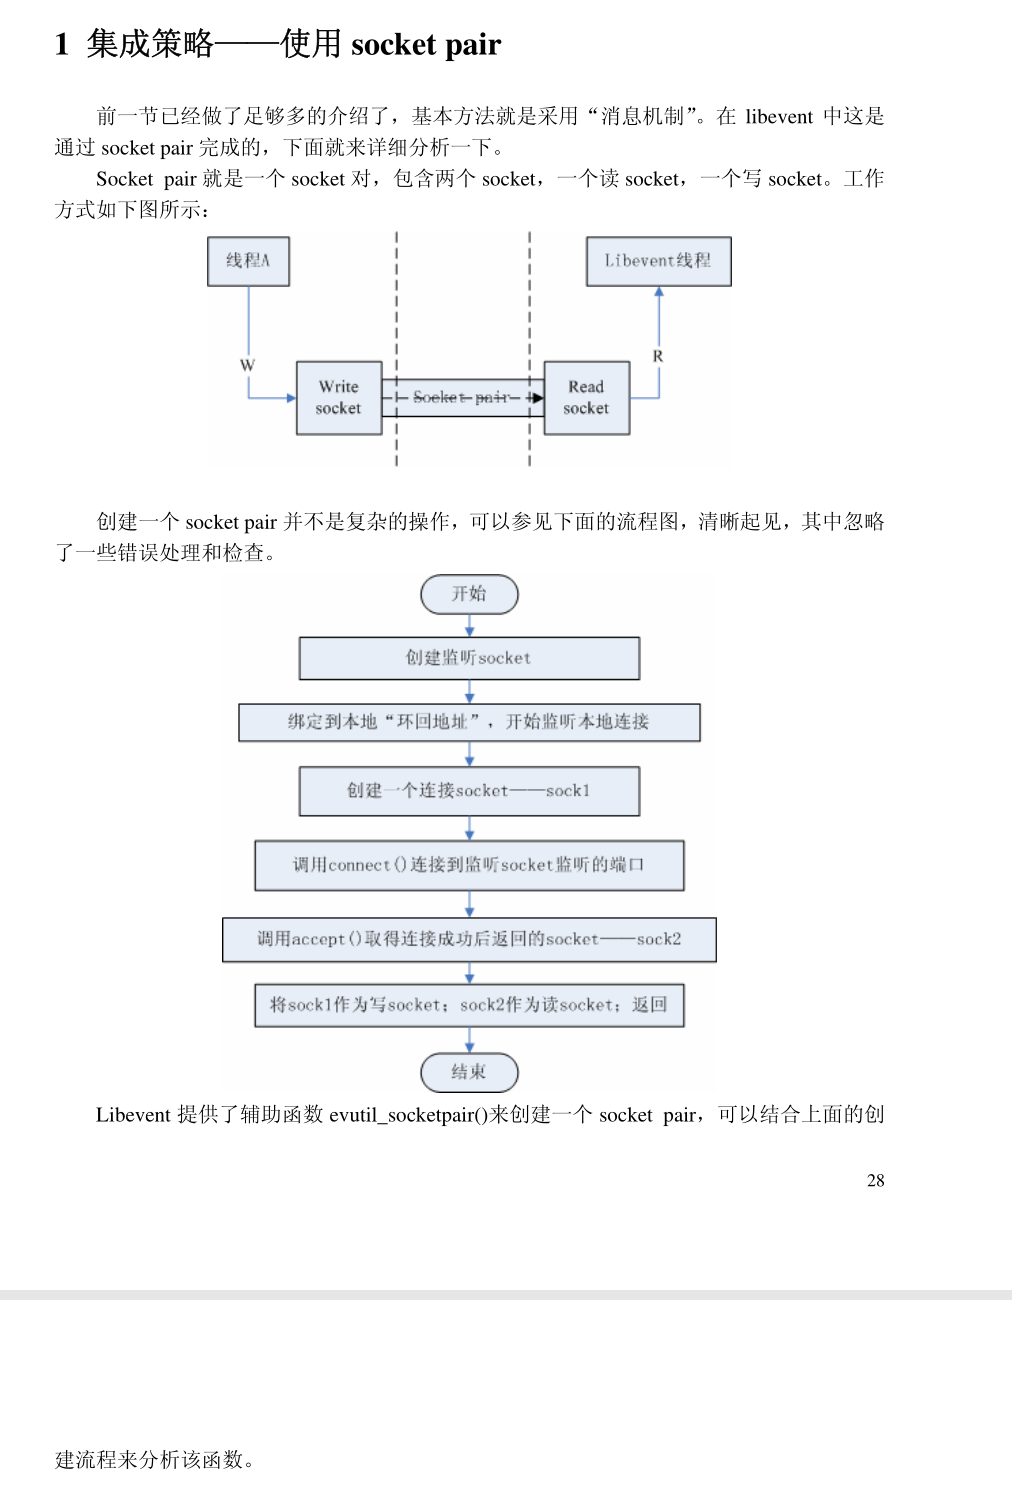 1 集成策略——使用 socket pair
前一节已经做了足够多的介绍了，基本方法就是采用“消息机制”。在 libevent 中这是
通过 socket pair 完成的，下面就来详细分析一下。
Socket pair 就是一个 socket 对，包含两个 socket，一个读 socket，一个写 socket。工作
方式如下图所示：
线程A
Libevent线程
W
R
Write
socket
Socket pair
Read
socket
创建一个 socket pair 并不是复杂的操作，可以参见下面的流程图，清晰起见，其中忽略
了一些错误处理和检查。
开始
创建监听socket
绑定到本地“环回地址”，开始监听本地连接
创建一个连接socket——sock1
调用connect()连接到监听socket监听的端口
调用accept()取得连接成功后返回的socket——sock2
将sock1作为写socket；sock2作为读socket；返回
结束
Libevent 提供了辅助函数 evutil_socketpair()来创建一个 socket pair，可以结合上面的创
28
建流程来分析该函数。